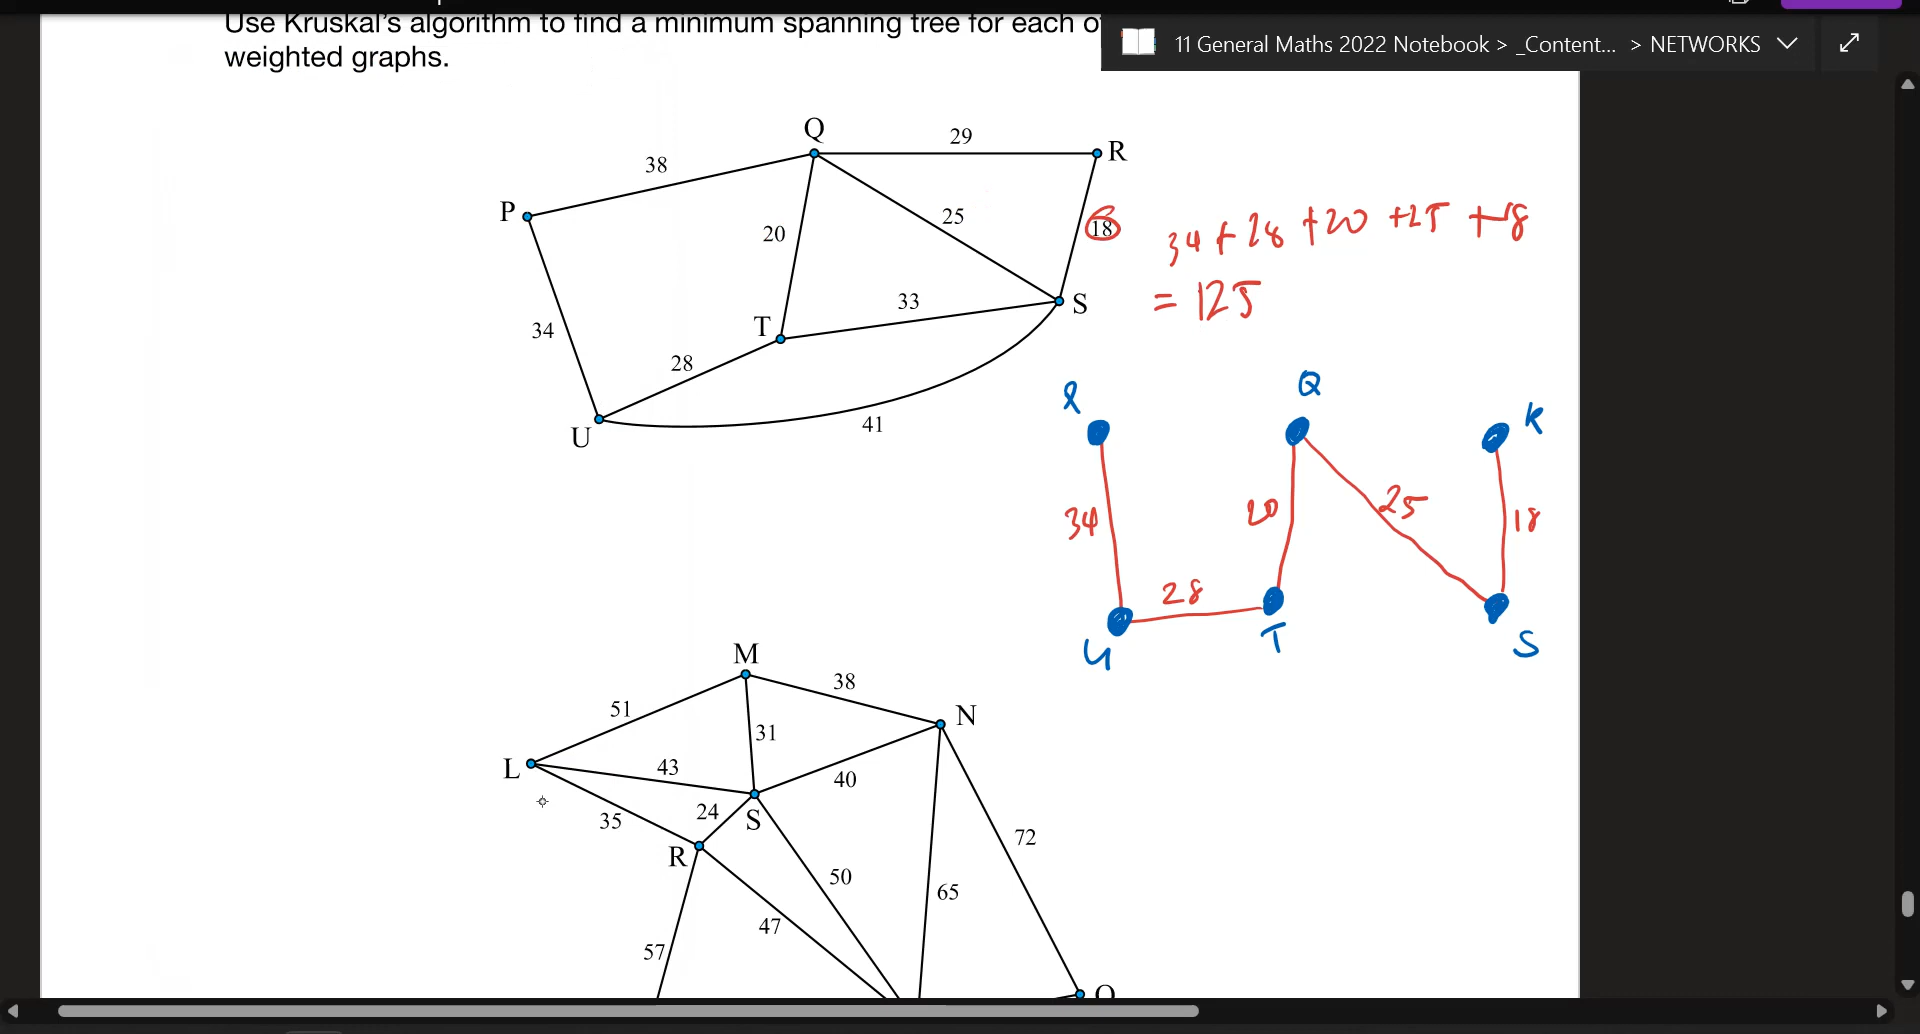 Use Kruskal's algorithm to find a minimum spanning tree for each o
weighted graphs.
11 General Maths 2022 Notebook > _Content... > NETWORKS
Q
29
R
38
P
20
25
18
34 + 28 + 20 + 25 + 18
= 125
33
S
T
34
28
U
41
P
Q
R
34
20
25
18
28
U
T
S
M
38
51
N
31
L
43
40
24
S
35
R
72
50
65
47
57